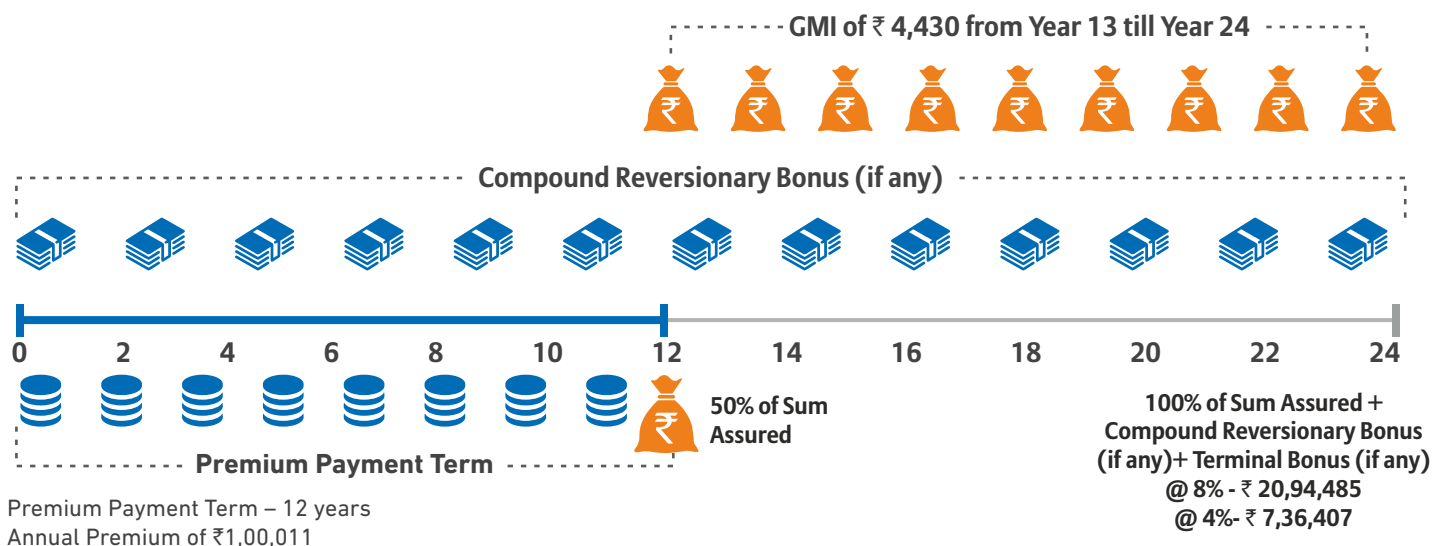 GMI of ₹ 4,430 from Year 13 till Year 24
₹ ₹ ₹ ₹ ₹ ₹ ₹ ₹ ₹
Compound Reversionary Bonus (if any)
0 2 4 6 8 10 12 14 16 18 20 22 24
₹
50% of Sum
Assured
100% of Sum Assured +
Compound Reversionary Bonus
(if any)+ Terminal Bonus (if any)
@ 8% - ₹ 20,94,485
@ 4%- ₹ 7,36,407
Premium Payment Term
Premium Payment Term – 12 years
Annual Premium of ₹1,00,011